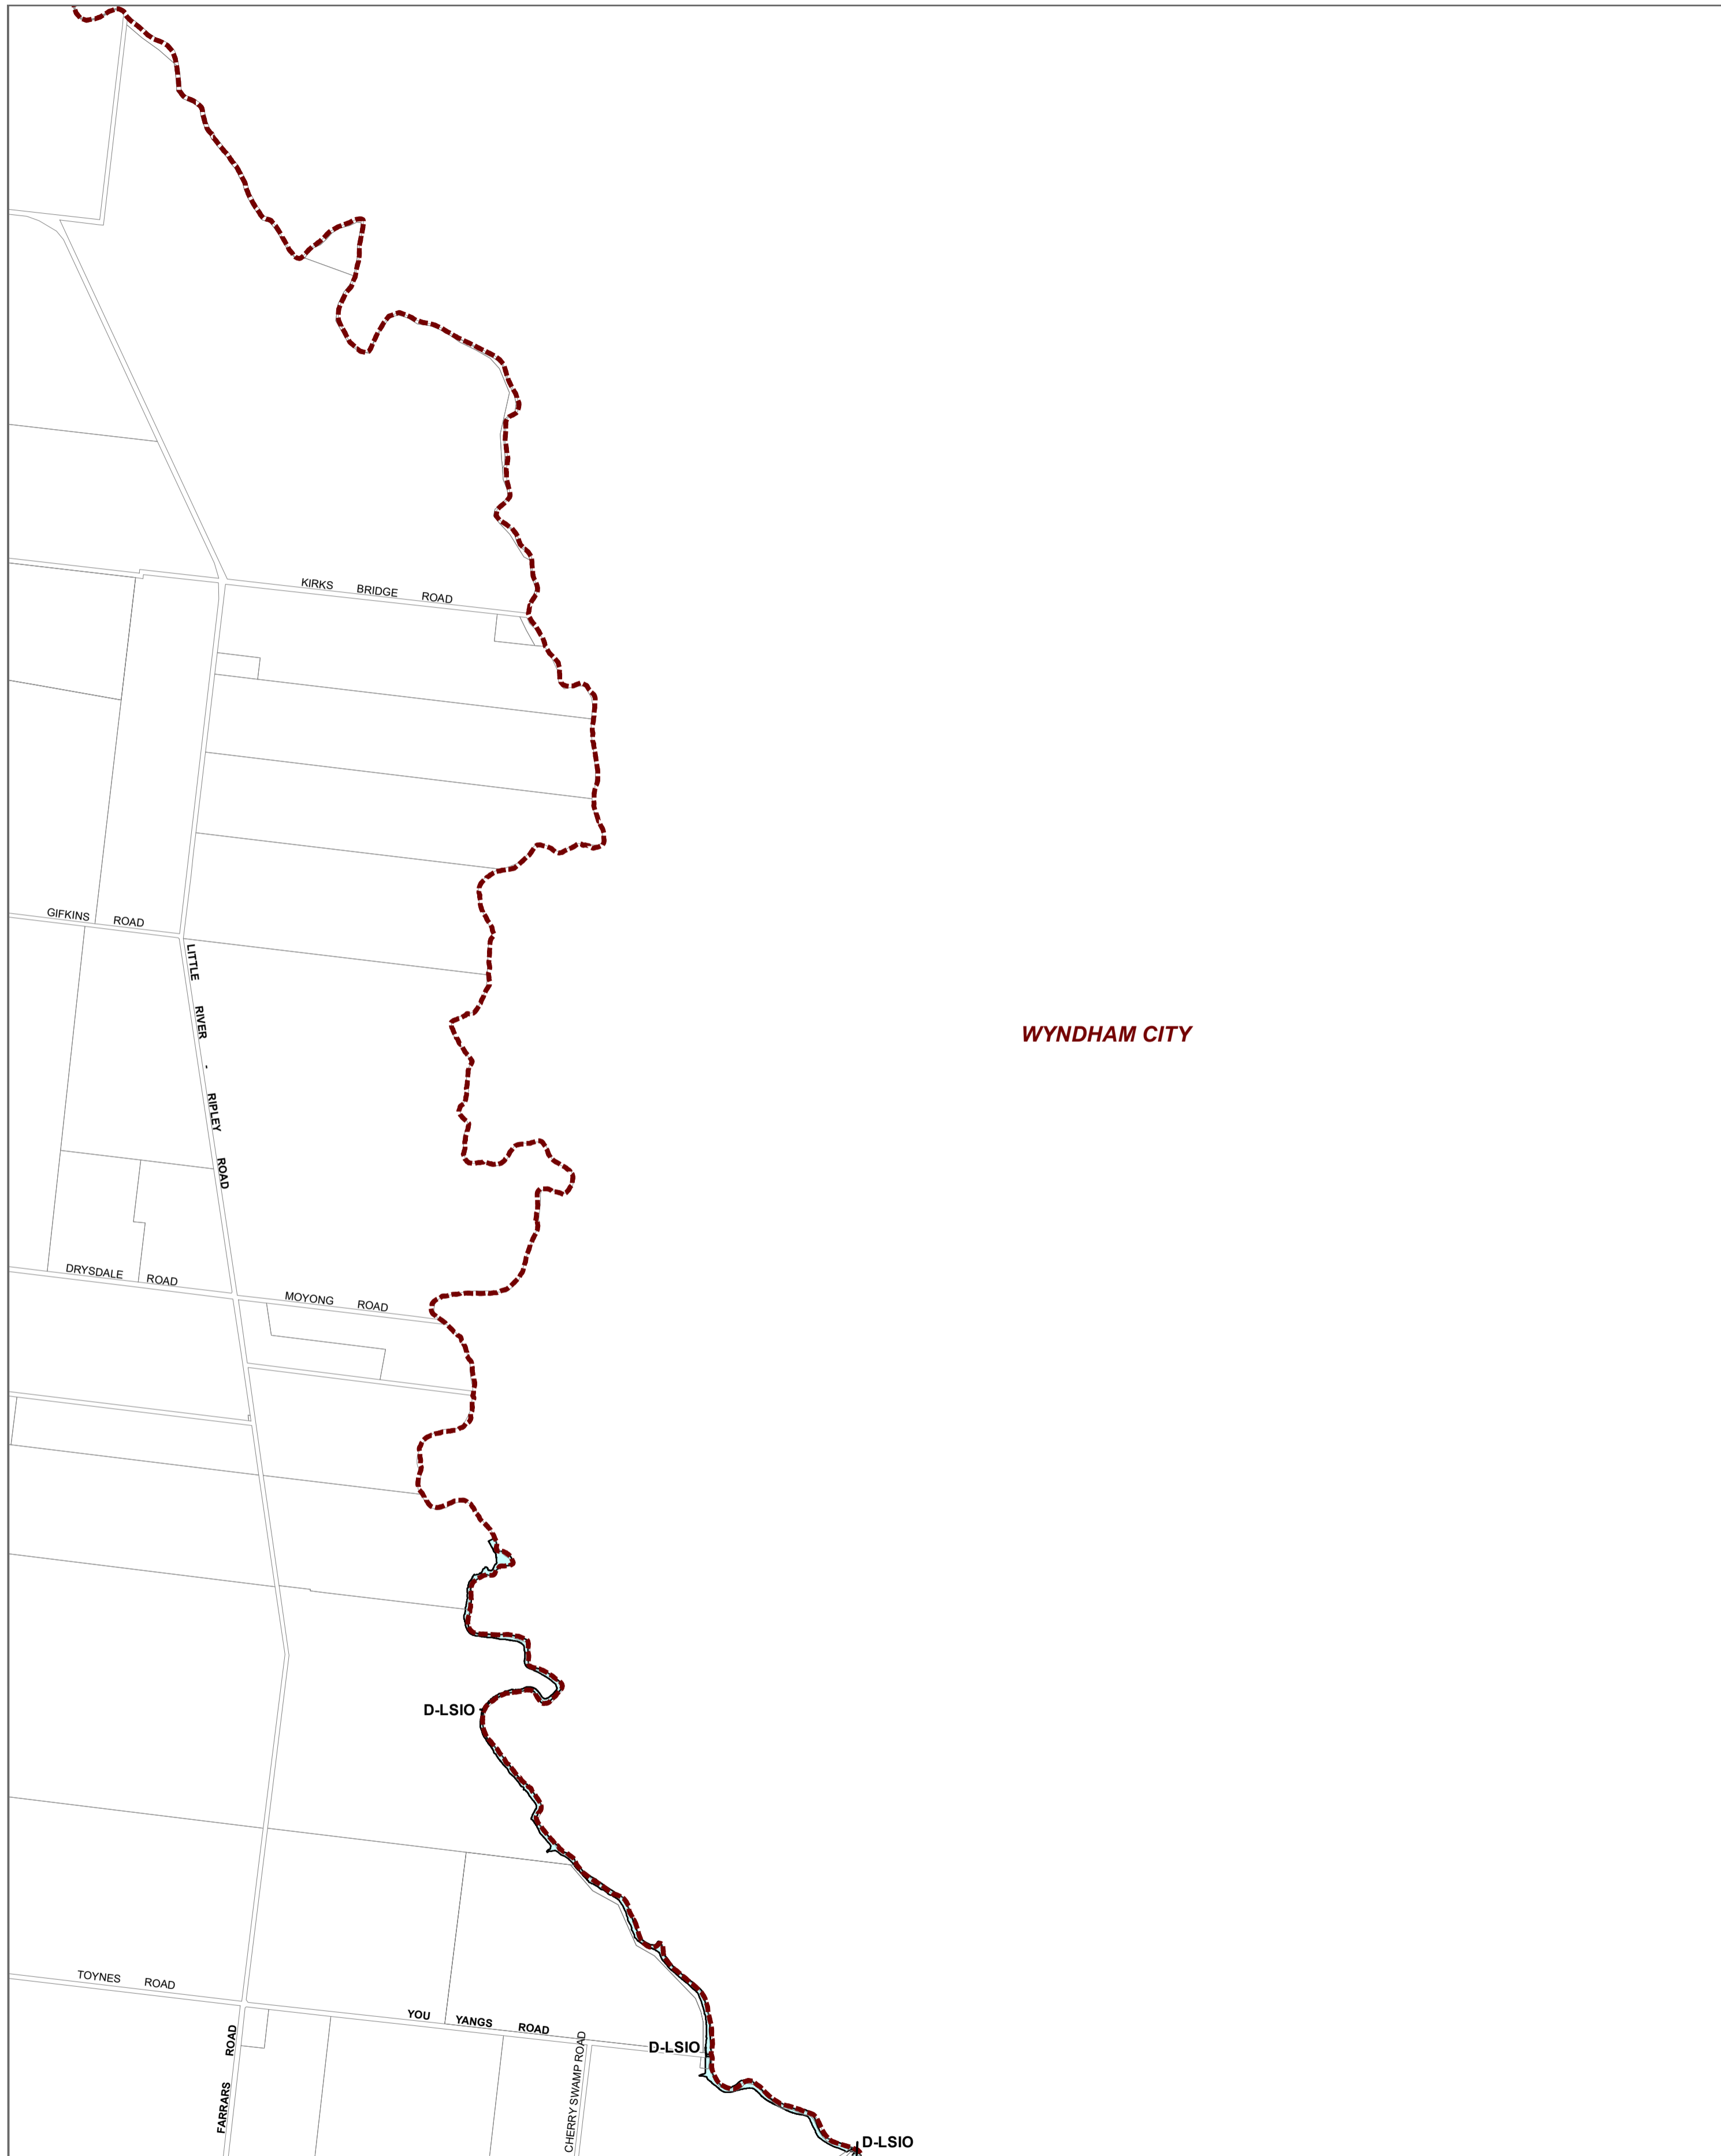 KIRKS BRIDGE ROAD
GIFKINS ROAD
LITTLE RIVER - RIPLEY ROAD
WYNDHAM CITY
DRYSDALE ROAD
MOYONG ROAD
D-LSIO
TOYNES ROAD
YOU YANGS ROAD
D-LSIO
FARRARS ROAD
CHERRY SWAMP ROAD
D-LSIO